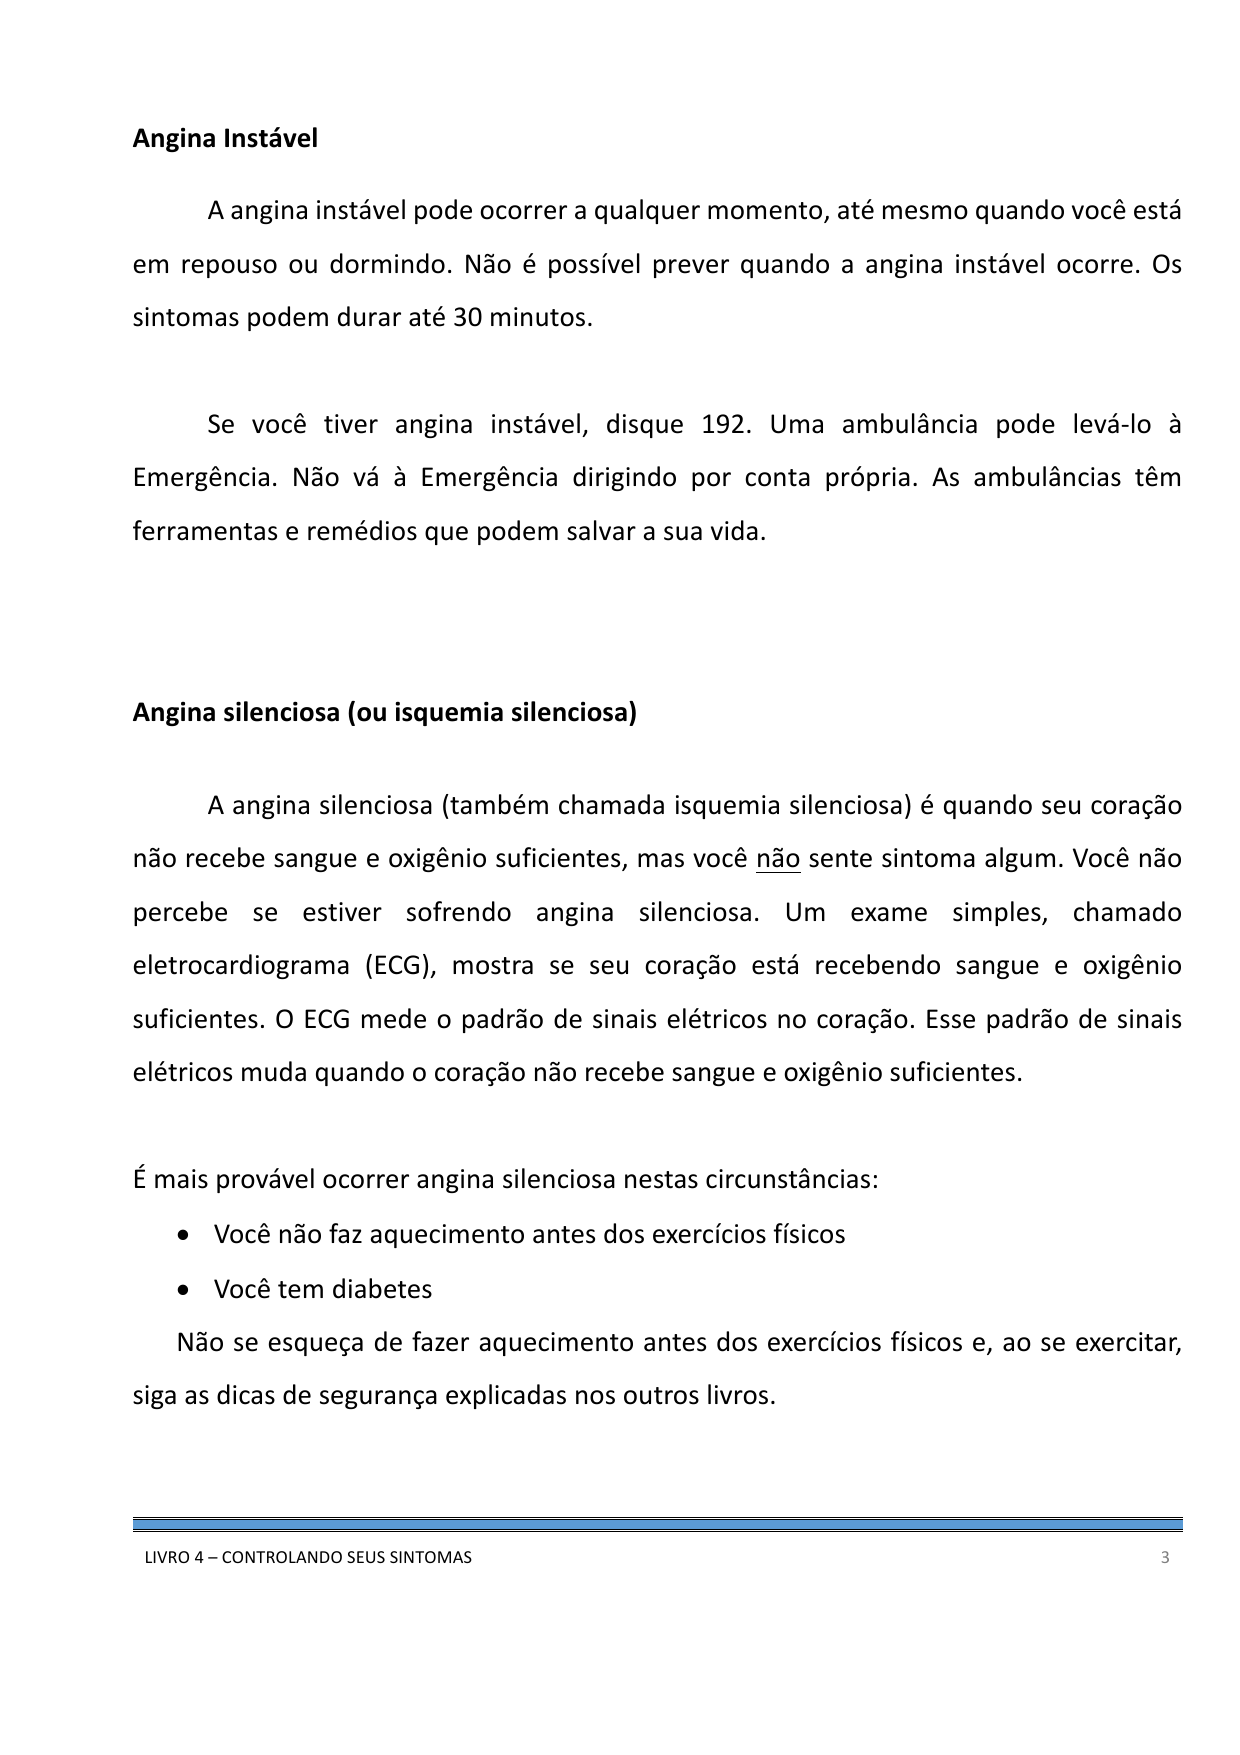 Angina Instável
A angina instável pode ocorrer a qualquer momento, até mesmo quando você está
em repouso ou dormindo. Não é possível prever quando a angina instável ocorre. Os
sintomas podem durar até 30 minutos.
Se você tiver angina instável, disque 192. Uma ambulância pode levá-lo à
Emergência. Não vá à Emergência dirigindo por conta própria. As ambulâncias têm
ferramentas e remédios que podem salvar a sua vida.
Angina silenciosa (ou isquemia silenciosa)
A angina silenciosa (também chamada isquemia silenciosa) é quando seu coração
não recebe sangue e oxigênio suficientes, mas você não sente sintoma algum. Você não
percebe se estiver sofrendo angina silenciosa. Um exame simples, chamado
eletrocardiograma (ECG), mostra se seu coração está recebendo sangue e oxigênio
suficientes. O ECG mede o padrão de sinais elétricos no coração. Esse padrão de sinais
elétricos muda quando o coração não recebe sangue e oxigênio suficientes.
É mais provável ocorrer angina silenciosa nestas circunstâncias:
• Você não faz aquecimento antes dos exercícios físicos
• Você tem diabetes
Não se esqueça de fazer aquecimento antes dos exercícios físicos e, ao se exercitar,
siga as dicas de segurança explicadas nos outros livros.
LIVRO 4 – CONTROLANDO SEUS SINTOMAS 3